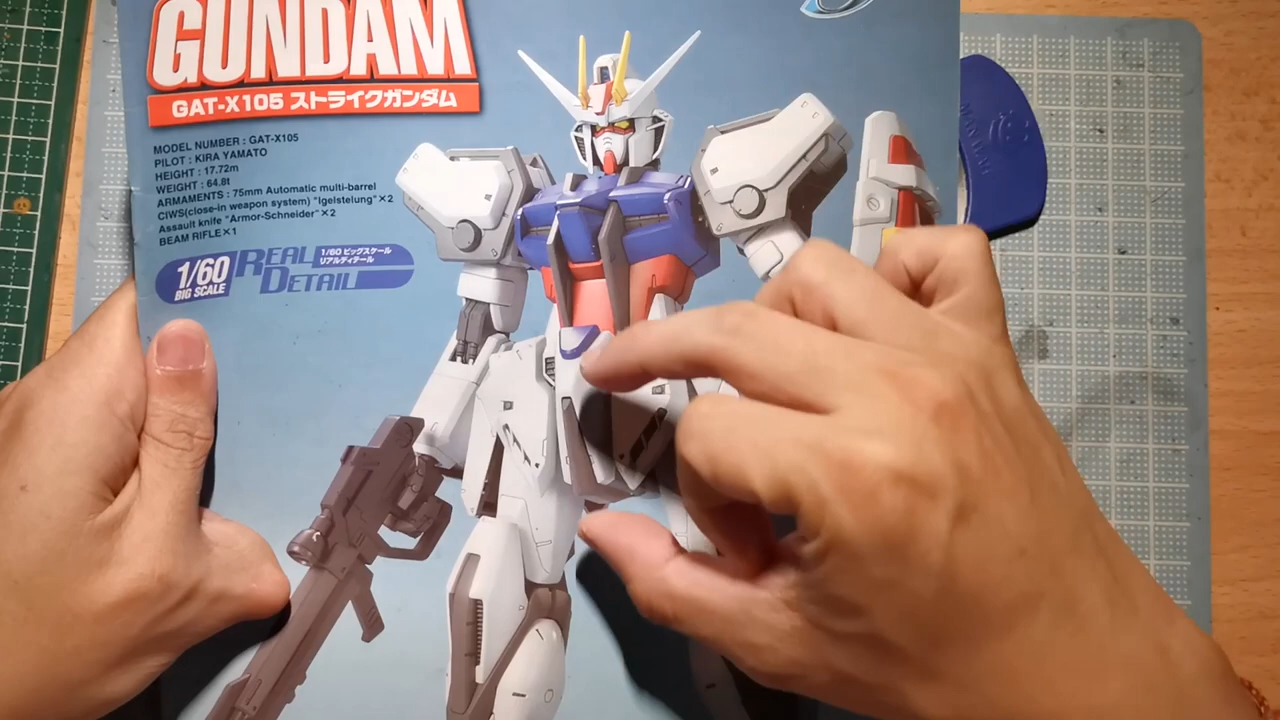 GUNDAM
GAT-X105 ストライクガンダム
MODEL NUMBER : GAT-X105
PILOT : KIRA YAMATO
HEIGHT : 17.72m
WEIGHT : 64.8t
ARMAMENTS : 75mm Automatic multi-barrel
CIWS(close-in weapon system) "Igelstelung"×2
Assault knife "Armor-Schneider"×2
BEAM RIFLE×1
1/60
BIG SCALE
REAL
DETAIL
1/60 ビッグスケール
リアルディテール